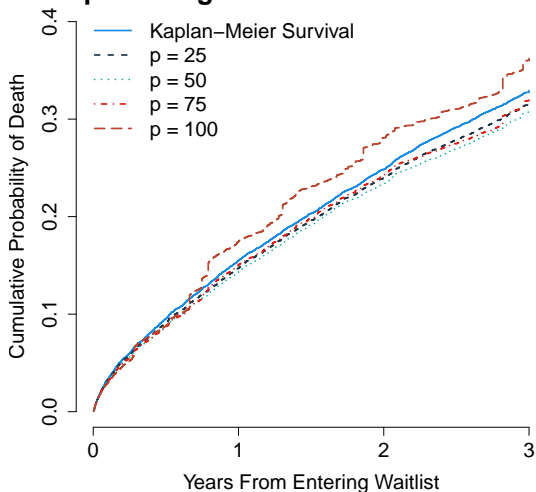 Kaplan−Meier Survival
p = 25
p = 50
p = 75
p = 100
Cumulative Probability of Death
0.0
0.1
0.2
0.3
0.4
0 1 2 3
Years From Entering Waitlist